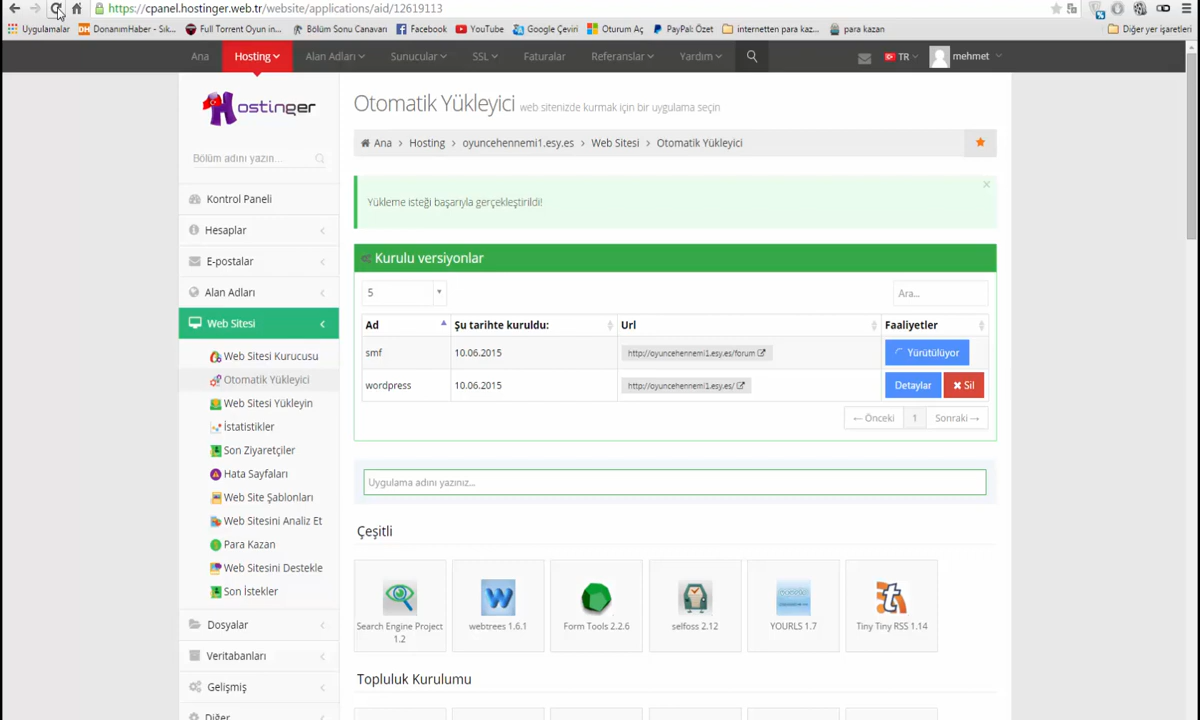 https://cpanel.hostinger.web.tr/website/applications/aid/12619113
Uygulamalar
DonanımHaber - Sık...
Full Torrent Oyun in...
Bölüm Sonu Canavarı
Facebook
YouTube
Google Çeviri
Oturum Aç
PayPal: Özet
internetten para kaz...
para kazan
Diğer yer işaretleri
Ana
Hosting
Alan Adları
Sunucular
SSL
Faturalar
Referanslar
Yardım
TR
mehmet
Hostinger
Otomatik Yükleyici web sitenizde kurmak için bir uygulama seçin
Bölüm adını yazın...
Ana > Hosting > oyuncehennemi1.esy.es > Web Sitesi > Otomatik Yükleyici
Kontrol Paneli
Hesaplar
E-postalar
Alan Adları
Web Sitesi
Web Sitesi Kurucusu
Otomatik Yükleyici
Web Sitesi Yükleyin
İstatistikler
Son Ziyaretçiler
Hata Sayfaları
Web Site Şablonları
Web Sitesini Analiz Et
Para Kazan
Web Sitesini Destekle
Son İstekler
Dosyalar
Veritabanları
Gelişmiş
Diğer
Yükleme isteği başarıyla gerçekleştirildi!
Kurulu versiyonlar
5
Ara...
Ad Şu tarihte kuruldu: Url Faaliyetler
smf 10.06.2015 http://oyuncehennemi1.esy.es/forum Yürütülüyor
wordpress 10.06.2015 http://oyuncehennemi1.esy.es/ Detaylar Sil
← Önceki 1 Sonraki →
Uygulama adını yazınız...
Çeşitli
Search Engine Project
1.2
webtrees 1.6.1
Form Tools 2.2.6
selfoss 2.12
YOURLS 1.7
Tiny Tiny RSS 1.14
Topluluk Kurulumu